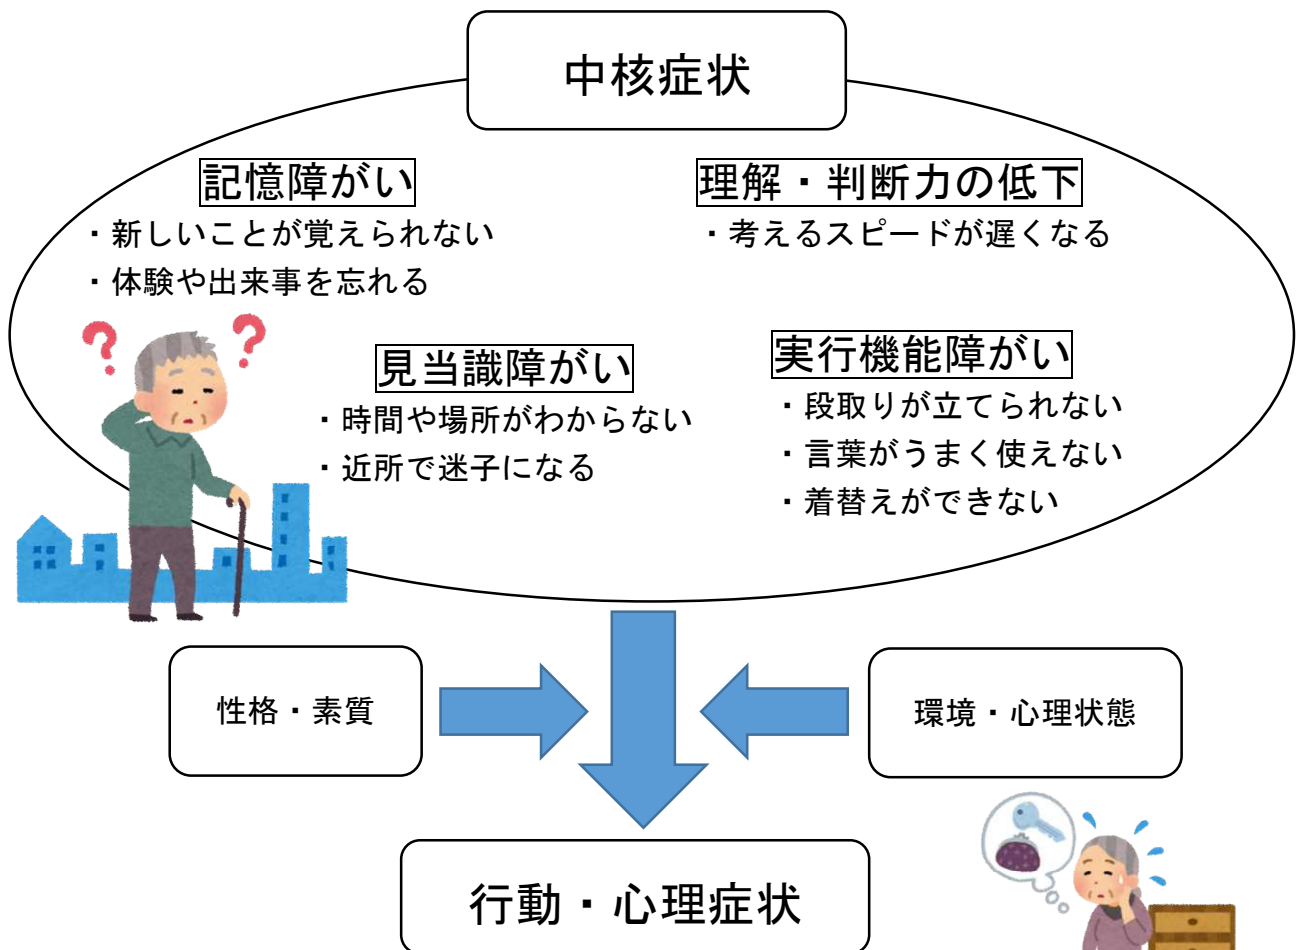 中核症状
記憶障がい
・新しいことが覚えられない
・体験や出来事を忘れる
理解・判断力の低下
・考えるスピードが遅くなる
見当識障がい
・時間や場所がわからない
・近所で迷子になる
実行機能障がい
・段取りが立てられない
・言葉がうまく使えない
・着替えができない
性格・素質
環境・心理状態
行動・心理症状